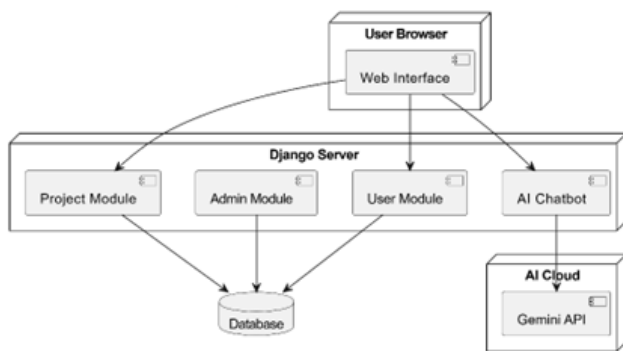 User Browser
Web Interface
Django Server
Project Module
Admin Module
User Module
AI Chatbot
Database
AI Cloud
Gemini API